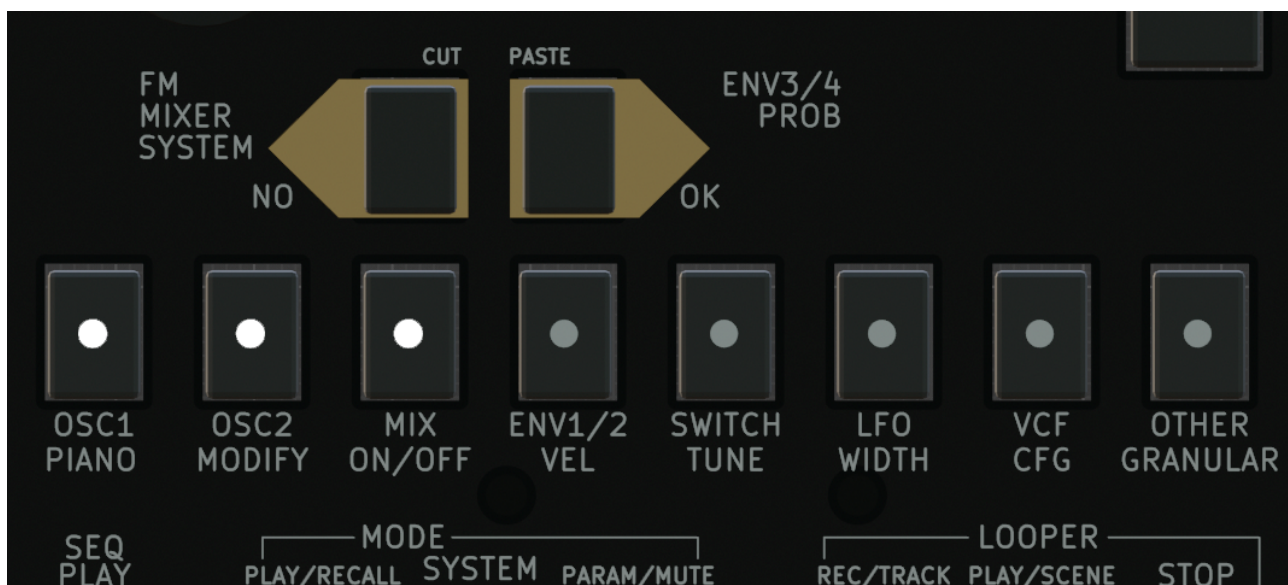 CUT PASTE
FM
MIXER
SYSTEM
ENV3/4
PROB
NO OK
OSC1 OSC2 MIX ENV1/2 SWITCH LFO VCF OTHER
PIANO MODIFY ON/OFF VEL TUNE WIDTH CFG GRANULAR
SEQ MODE LOOPER
PLAY PLAY/RECALL SYSTEM PARAM/MUTE REC/TRACK PLAY/SCENE STOP